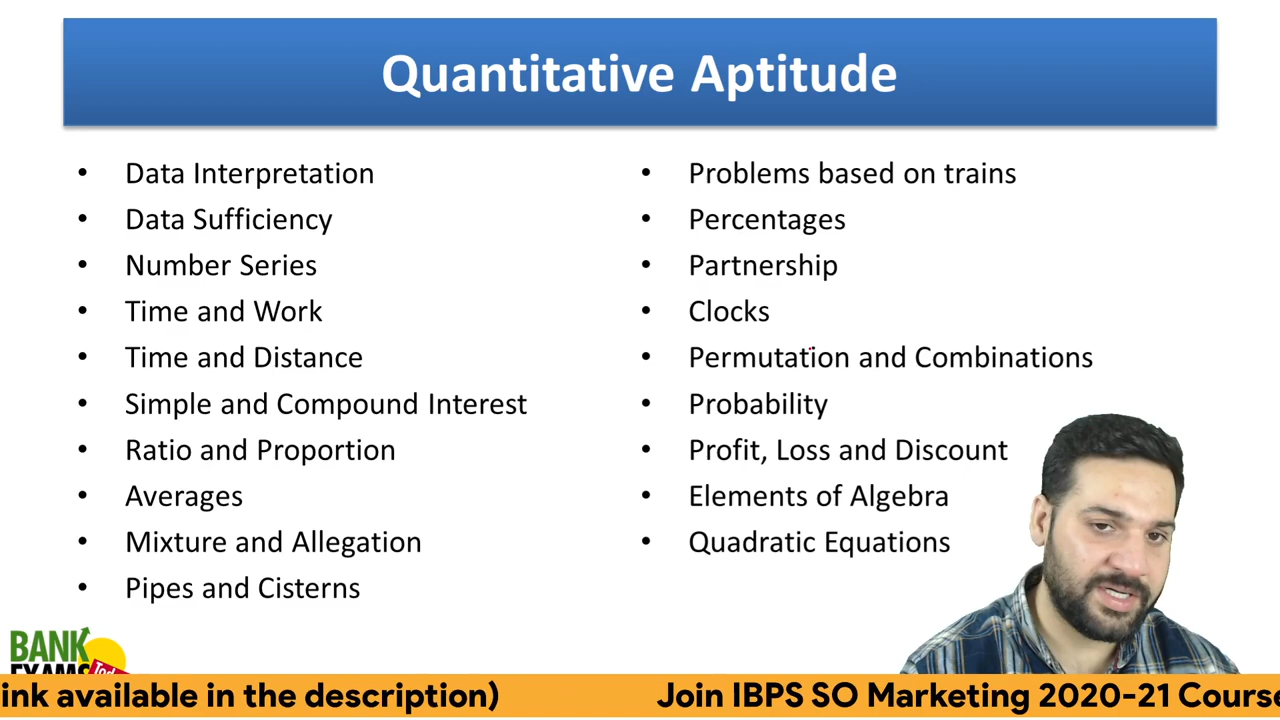 Quantitative Aptitude
• Data Interpretation
• Data Sufficiency
• Number Series
• Time and Work
• Time and Distance
• Simple and Compound Interest
• Ratio and Proportion
• Averages
• Mixture and Allegation
• Pipes and Cisterns
• Problems based on trains
• Percentages
• Partnership
• Clocks
• Permutation and Combinations
• Probability
• Profit, Loss and Discount
• Elements of Algebra
• Quadratic Equations
BANK
EXAMS Tod
ink available in the description) Join IBPS SO Marketing 2020-21 Course